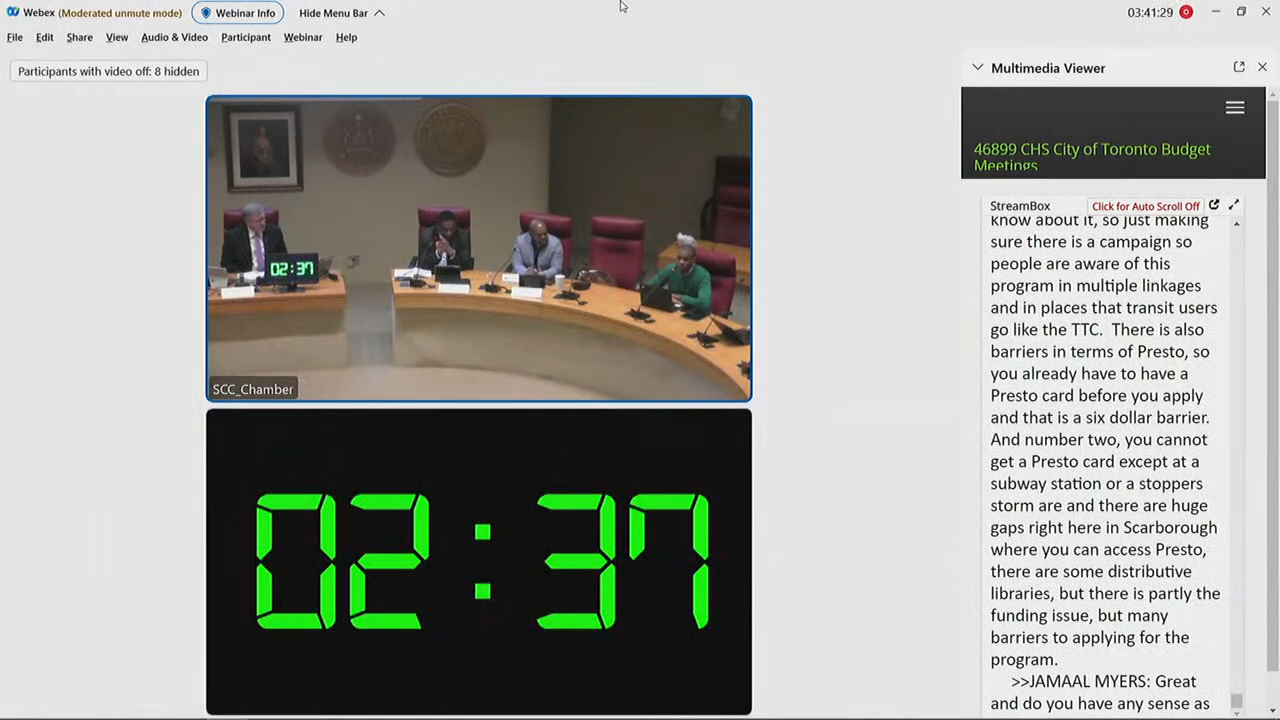 Webex (Moderated unmute mode) Webinar Info Hide Menu Bar 03:41:29
File Edit Share View Audio & Video Participant Webinar Help
Participants with video off: 8 hidden
Multimedia Viewer
46899 CHS City of Toronto Budget
Meetings
StreamBox Click for Auto Scroll Off
know about it, so just making
sure there is a campaign so
people are aware of this
program in multiple linkages
and in places that transit users
go like the TTC. There is also
barriers in terms of Presto, so
you already have to have a
Presto card before you apply
and that is a six dollar barrier.
And number two, you cannot
get a Presto card except at a
subway station or a stoppers
storm are and there are huge
gaps right here in Scarborough
where you can access Presto,
there are some distributive
libraries, but there is partly the
funding issue, but many
barriers to applying for the
program.
>>JAMAAL MYERS: Great
and do you have any sense as
02:37
SCC_Chamber
02:37